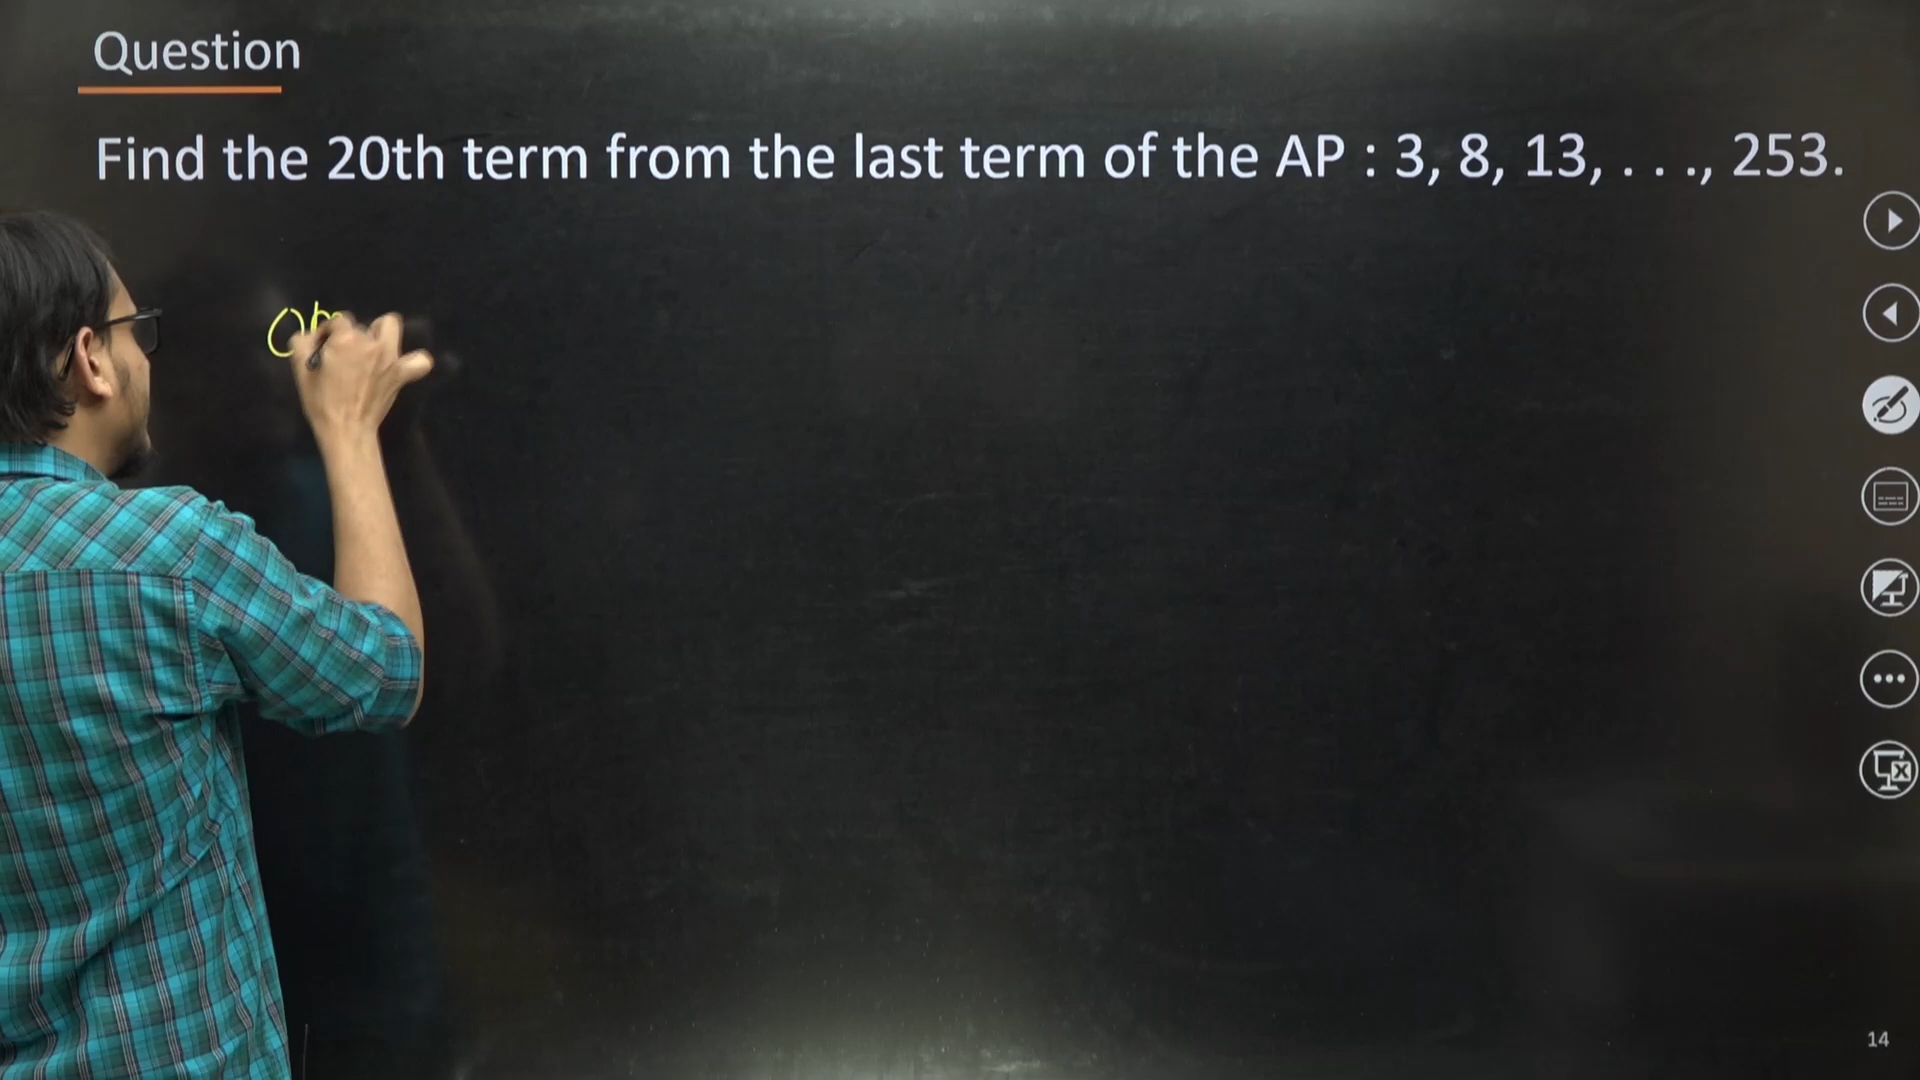 Question
Find the 20th term from the last term of the AP : 3, 8, 13, . . ., 253.
14